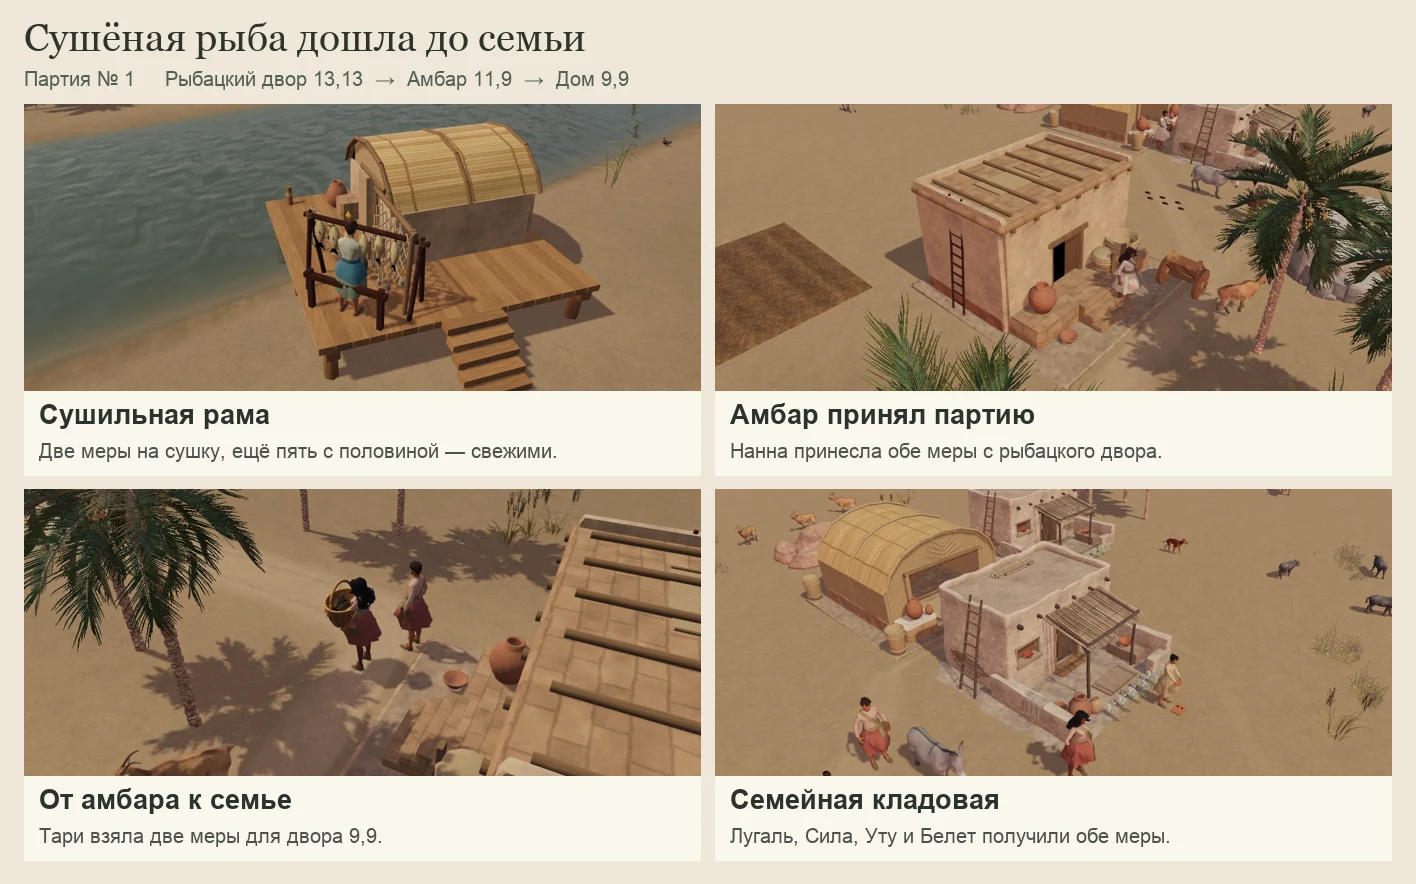 Сушёная рыба дошла до семьи
Партия № 1 Рыбацкий двор 13,13 → Амбар 11,9 → Дом 9,9
Сушильная рама
Две меры на сушку, ещё пять с половиной — свежими.
Амбар принял партию
Нанна принесла обе меры с рыбацкого двора.
От амбара к семье
Тари взяла две меры для двора 9,9.
Семейная кладовая
Лугаль, Сила, Уту и Белет получили обе меры.